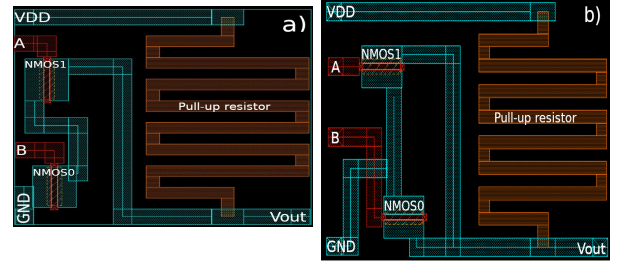 VDD
a)
A
NMOS1
Pull-up resistor
B
NMOS0
GND
Vout
VDD
b)
NMOS1
A
Pull-up resistor
B
NMOS0
GND
Vout